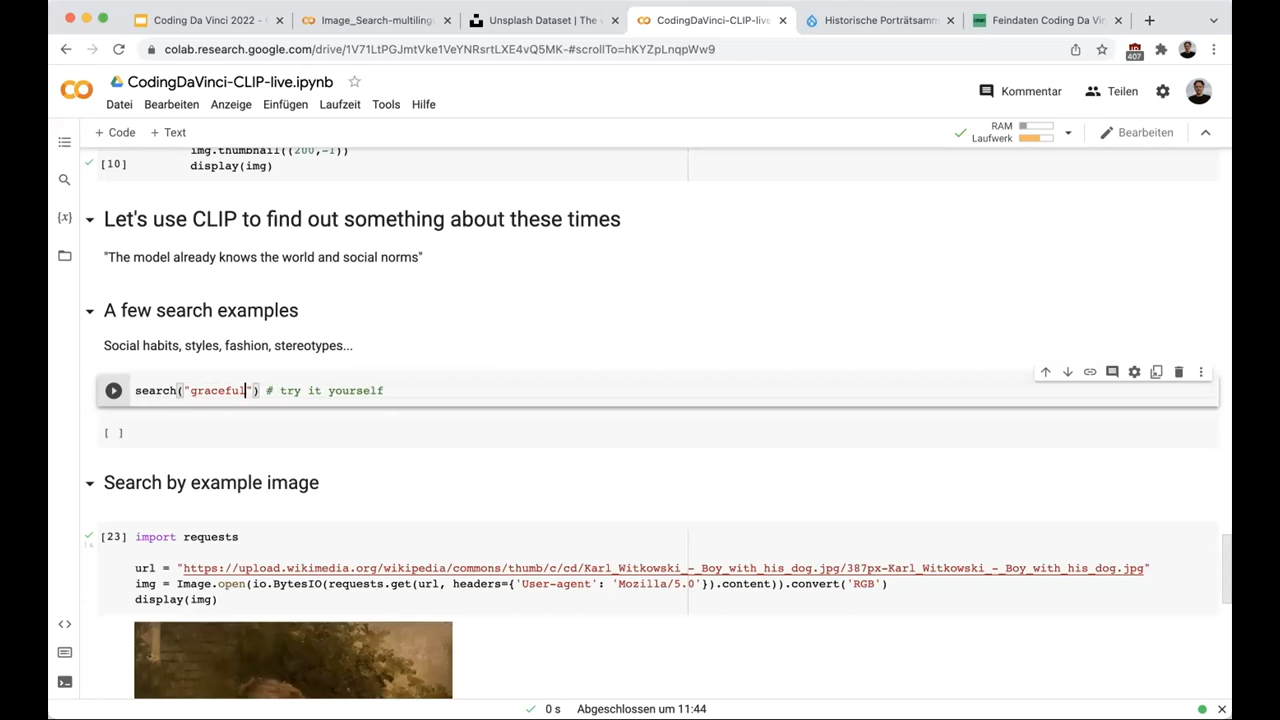 Coding Da Vinci 2022 –
Image_Search-multiling
Unsplash Dataset | The
CodingDaVinci-CLIP-live
Historische Porträtsamm
Feindaten Coding Da Vin
colab.research.google.com/drive/1V71LtPGJmtVke1VeYNRsrtLXE4vQ5MK-#scrollTo=hKYZpLnqpWw9
407
CodingDaVinci-CLIP-live.ipynb
Kommentar
Teilen
Datei Bearbeiten Anzeige Einfügen Laufzeit Tools Hilfe
+ Code + Text
RAM
Laufwerk
Bearbeiten
img.thumbnail((200,-1))
[10] display(img)
Let's use CLIP to find out something about these times
"The model already knows the world and social norms"
A few search examples
Social habits, styles, fashion, stereotypes...
search("graceful") # try it yourself
[ ]
Search by example image
[23] import requests
url = "https://upload.wikimedia.org/wikipedia/commons/thumb/c/cd/Karl_Witkowski_-_Boy_with_his_dog.jpg/387px-Karl_Witkowski_-_Boy_with_his_dog.jpg"
img = Image.open(io.BytesIO(requests.get(url, headers={'User-agent': 'Mozilla/5.0'}).content)).convert('RGB')
display(img)
0 s Abgeschlossen um 11:44